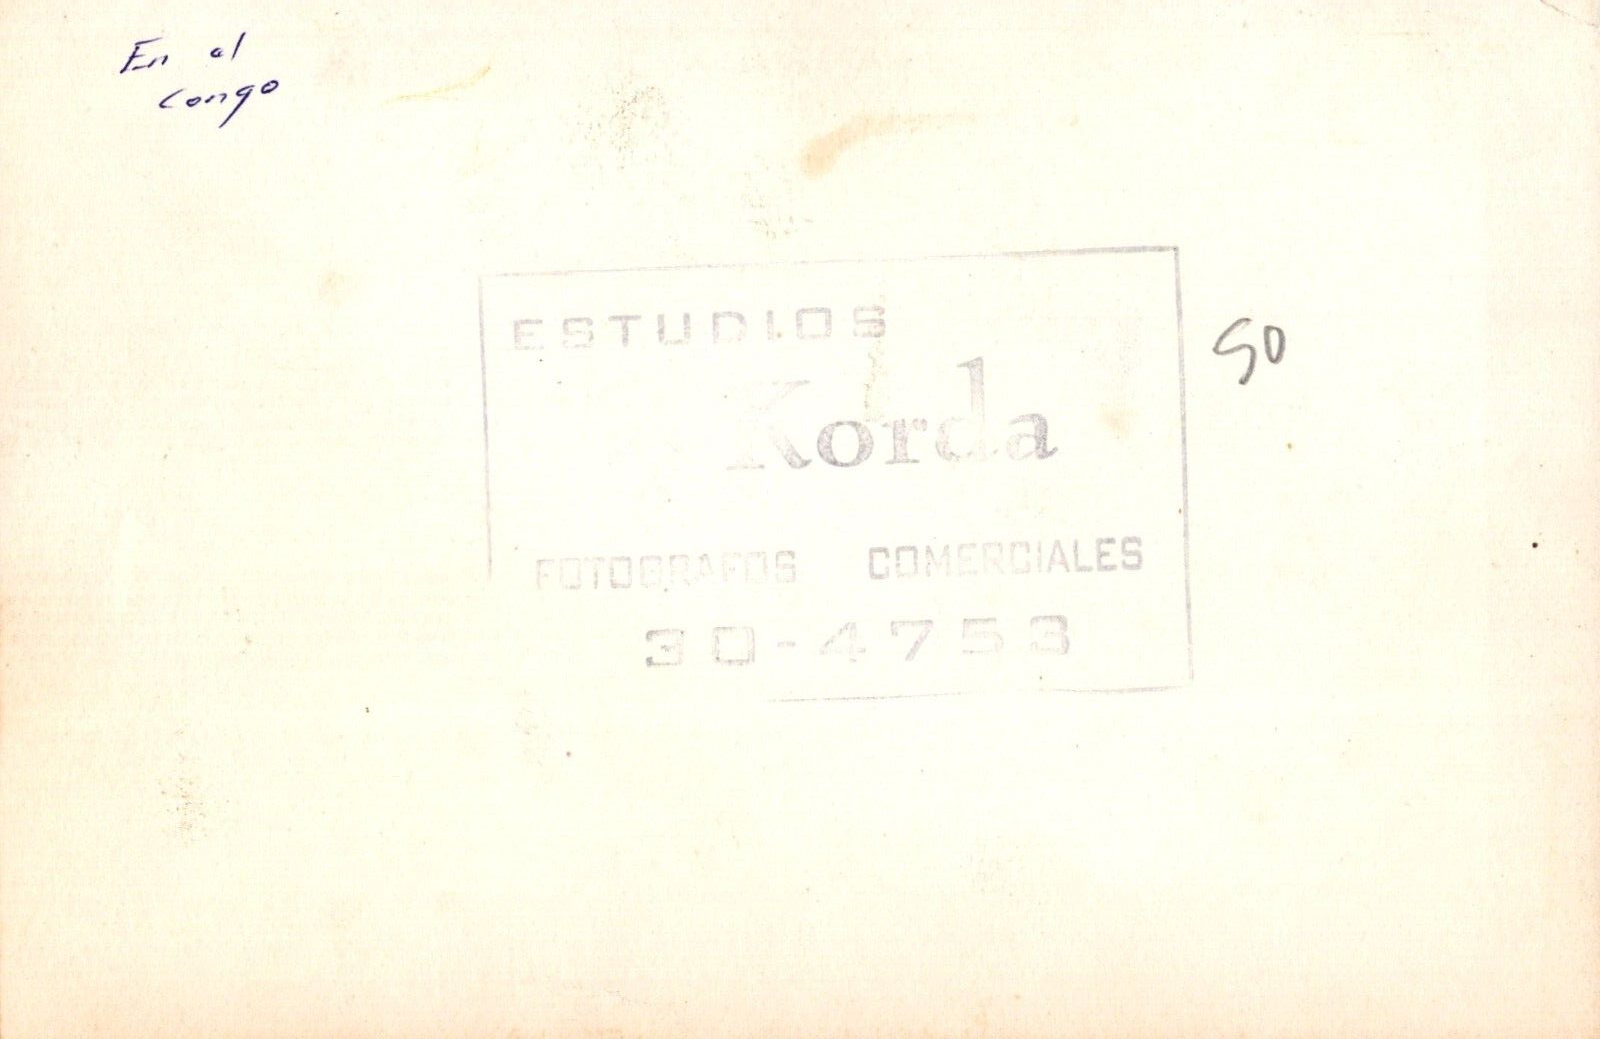 En el
Congo
ESTUDIOS
Korda
50
FOTOGRAFOS COMERCIALES
30-4753